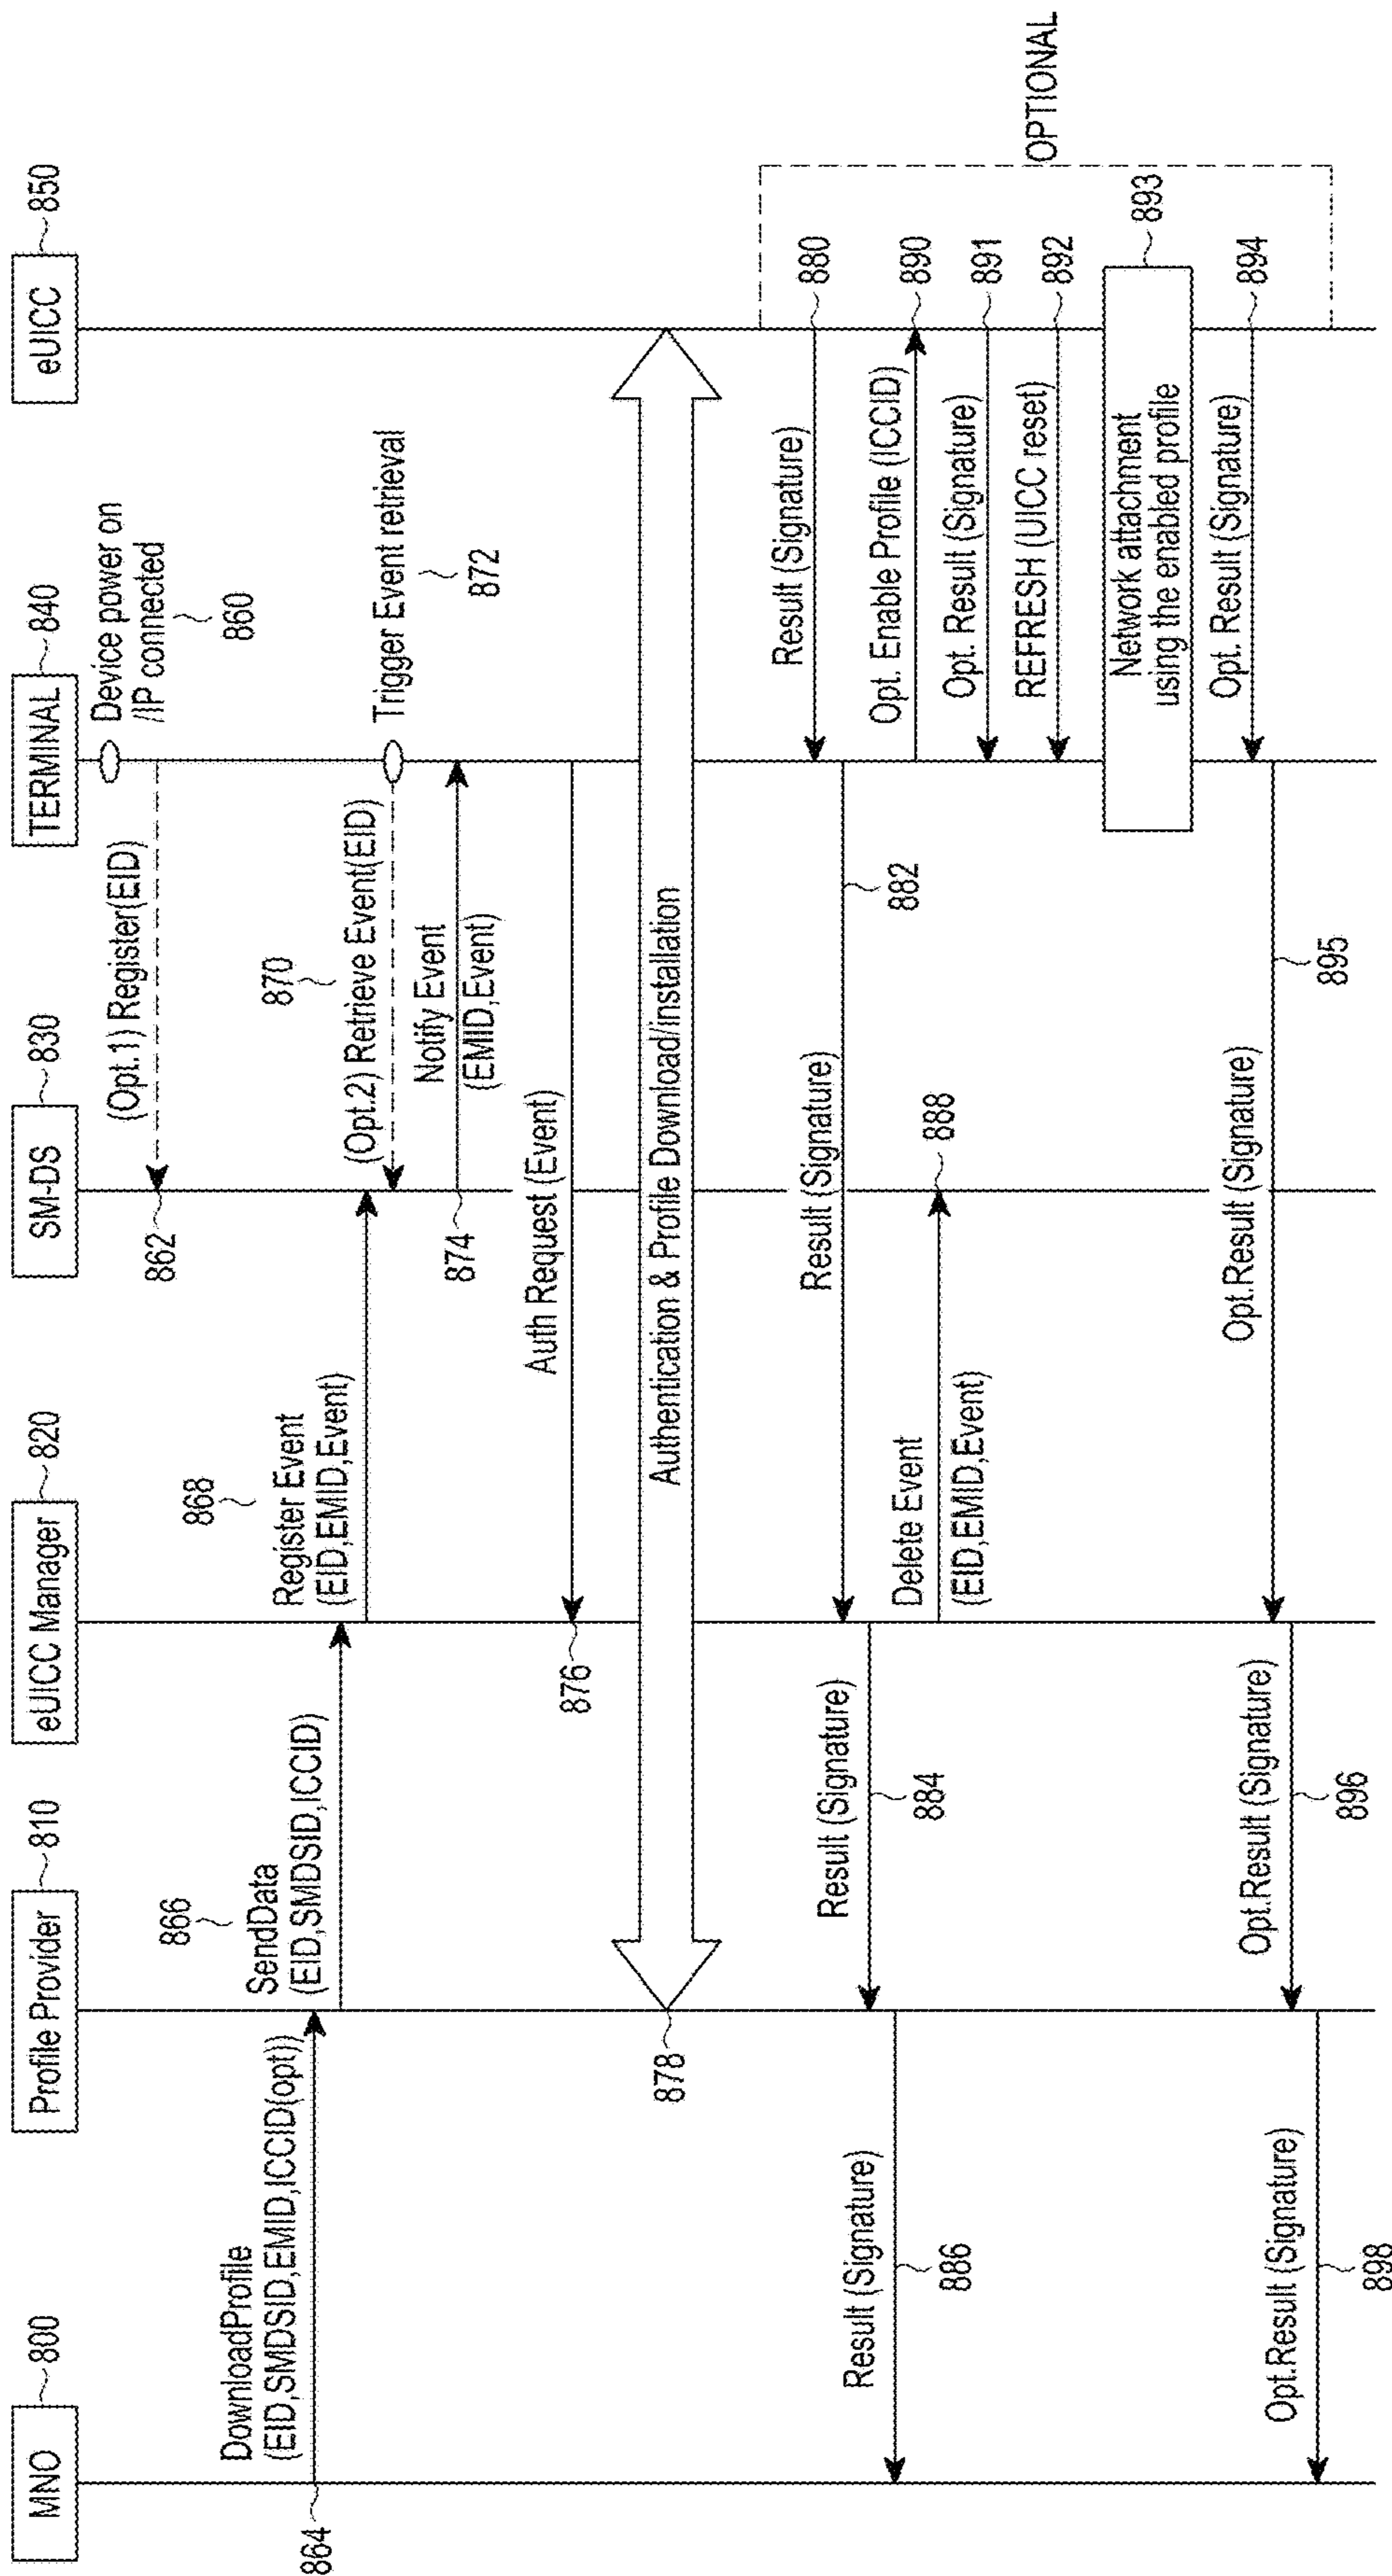 MNO
800
Profile Provider
810
eUICC Manager
820
SM-DS
830
TERMINAL
840
eUICC
850
Device power on
/IP connected
860
(Opt.1) Register(EID)
862
DownloadProfile
(EID,SMDSID,EMID,ICCID(opt))
864
866
SendData
(EID,SMDSID,ICCID)
868
Register Event
(EID,EMID,Event)
870
(Opt.2) Retrieve Event(EID)
Trigger Event retrieval
872
Notify Event
(EMID,Event)
874
Auth Request (Event)
876
Authentication & Profile Download/installation
878
OPTIONAL
Result (Signature)
880
Result (Signature)
882
Result (Signature)
884
Result (Signature)
886
Delete Event
(EID,EMID,Event)
888
Opt. Enable Profile (ICCID)
890
Opt. Result (Signature)
891
REFRESH (UICC reset)
892
Network attachment
using the enabled profile
893
Opt. Result (Signature)
894
Opt.Result (Signature)
895
Opt.Result (Signature)
896
Opt.Result (Signature)
898